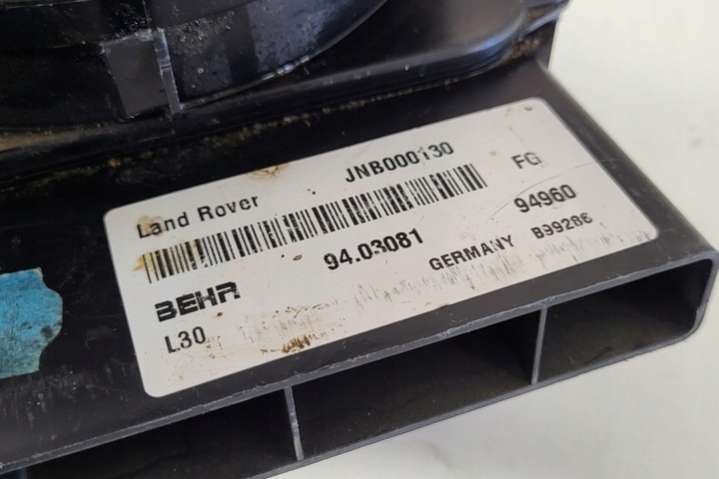 Land Rover JNB000130 FG
94.03081 94960
BEHR GERMANY B99286
L30